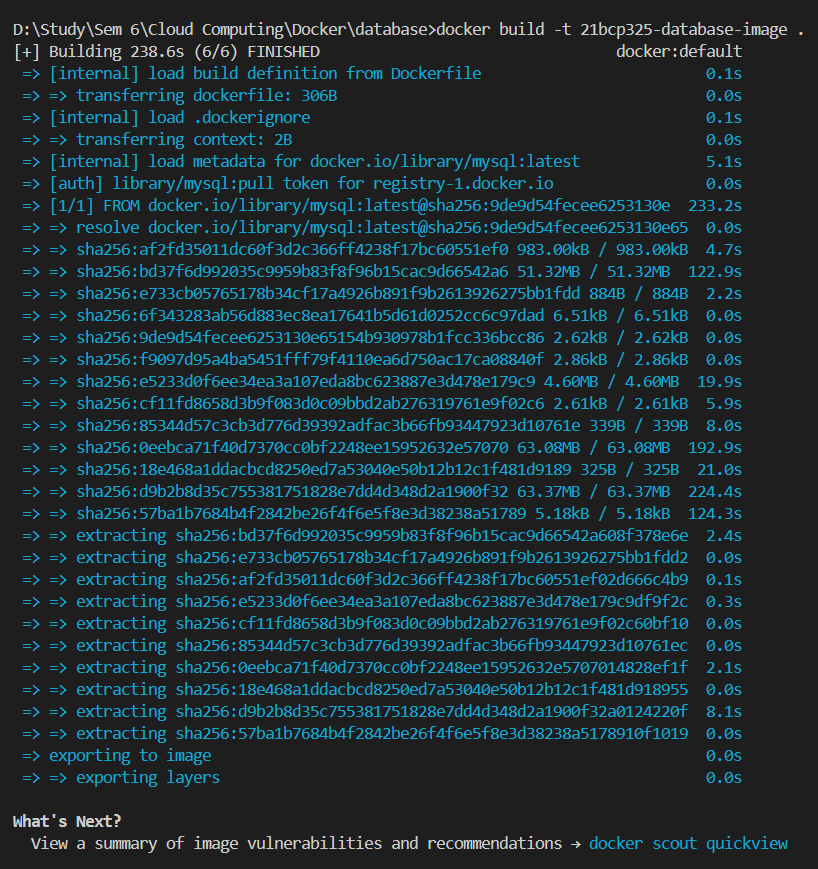 D:\Study\Sem 6\Cloud Computing\Docker\database>docker build -t 21bcp325-database-image .
[+] Building 238.6s (6/6) FINISHED docker:default
=> [internal] load build definition from Dockerfile 0.1s
=> => transferring dockerfile: 306B 0.0s
=> [internal] load .dockerignore 0.1s
=> => transferring context: 2B 0.0s
=> [internal] load metadata for docker.io/library/mysql:latest 5.1s
=> [auth] library/mysql:pull token for registry-1.docker.io 0.0s
=> [1/1] FROM docker.io/library/mysql:latest@sha256:9de9d54fecee6253130e 233.2s
=> => resolve docker.io/library/mysql:latest@sha256:9de9d54fecee6253130e65 0.0s
=> => sha256:af2fd35011dc60f3d2c366ff4238f17bc60551ef0 983.00kB / 983.00kB 4.7s
=> => sha256:bd37f6d992035c9959b83f8f96b15cac9d66542a6 51.32MB / 51.32MB 122.9s
=> => sha256:e733cb05765178b34cf17a4926b891f9b2613926275bb1fdd 884B / 884B 2.2s
=> => sha256:6f343283ab56d883ec8ea17641b5d61d0252cc6c97dad 6.51kB / 6.51kB 0.0s
=> => sha256:9de9d54fecee6253130e65154b930978b1fcc336bcc86 2.62kB / 2.62kB 0.0s
=> => sha256:f9097d95a4ba5451fff79f4110ea6d750ac17ca08840f 2.86kB / 2.86kB 0.0s
=> => sha256:e5233d0f6ee34ea3a107eda8bc623887e3d478e179c9 4.60MB / 4.60MB 19.9s
=> => sha256:cf11fd8658d3b9f083d0c09bbd2ab276319761e9f02c6 2.61kB / 2.61kB 5.9s
=> => sha256:85344d57c3cb3d776d39392adfac3b66fb93447923d10761e 339B / 339B 8.0s
=> => sha256:0eebca71f40d7370cc0bf2248ee15952632e57070 63.08MB / 63.08MB 192.9s
=> => sha256:18e468a1ddacbcd8250ed7a53040e50b12b12c1f481d9189 325B / 325B 21.0s
=> => sha256:d9b2b8d35c755381751828e7dd4d348d2a1900f32 63.37MB / 63.37MB 224.4s
=> => sha256:57ba1b7684b4f2842be26f4f6e5f8e3d38238a51789 5.18kB / 5.18kB 124.3s
=> => extracting sha256:bd37f6d992035c9959b83f8f96b15cac9d66542a608f378e6e 2.4s
=> => extracting sha256:e733cb05765178b34cf17a4926b891f9b2613926275bb1fdd2 0.0s
=> => extracting sha256:af2fd35011dc60f3d2c366ff4238f17bc60551ef02d666c4b9 0.1s
=> => extracting sha256:e5233d0f6ee34ea3a107eda8bc623887e3d478e179c9df9f2c 0.3s
=> => extracting sha256:cf11fd8658d3b9f083d0c09bbd2ab276319761e9f02c60bf10 0.0s
=> => extracting sha256:85344d57c3cb3d776d39392adfac3b66fb93447923d10761ec 0.0s
=> => extracting sha256:0eebca71f40d7370cc0bf2248ee15952632e5707014828ef1f 2.1s
=> => extracting sha256:18e468a1ddacbcd8250ed7a53040e50b12b12c1f481d918955 0.0s
=> => extracting sha256:d9b2b8d35c755381751828e7dd4d348d2a1900f32a0124220f 8.1s
=> => extracting sha256:57ba1b7684b4f2842be26f4f6e5f8e3d38238a5178910f1019 0.0s
=> exporting to image 0.0s
=> => exporting layers 0.0s
What's Next?
View a summary of image vulnerabilities and recommendations → docker scout quickview